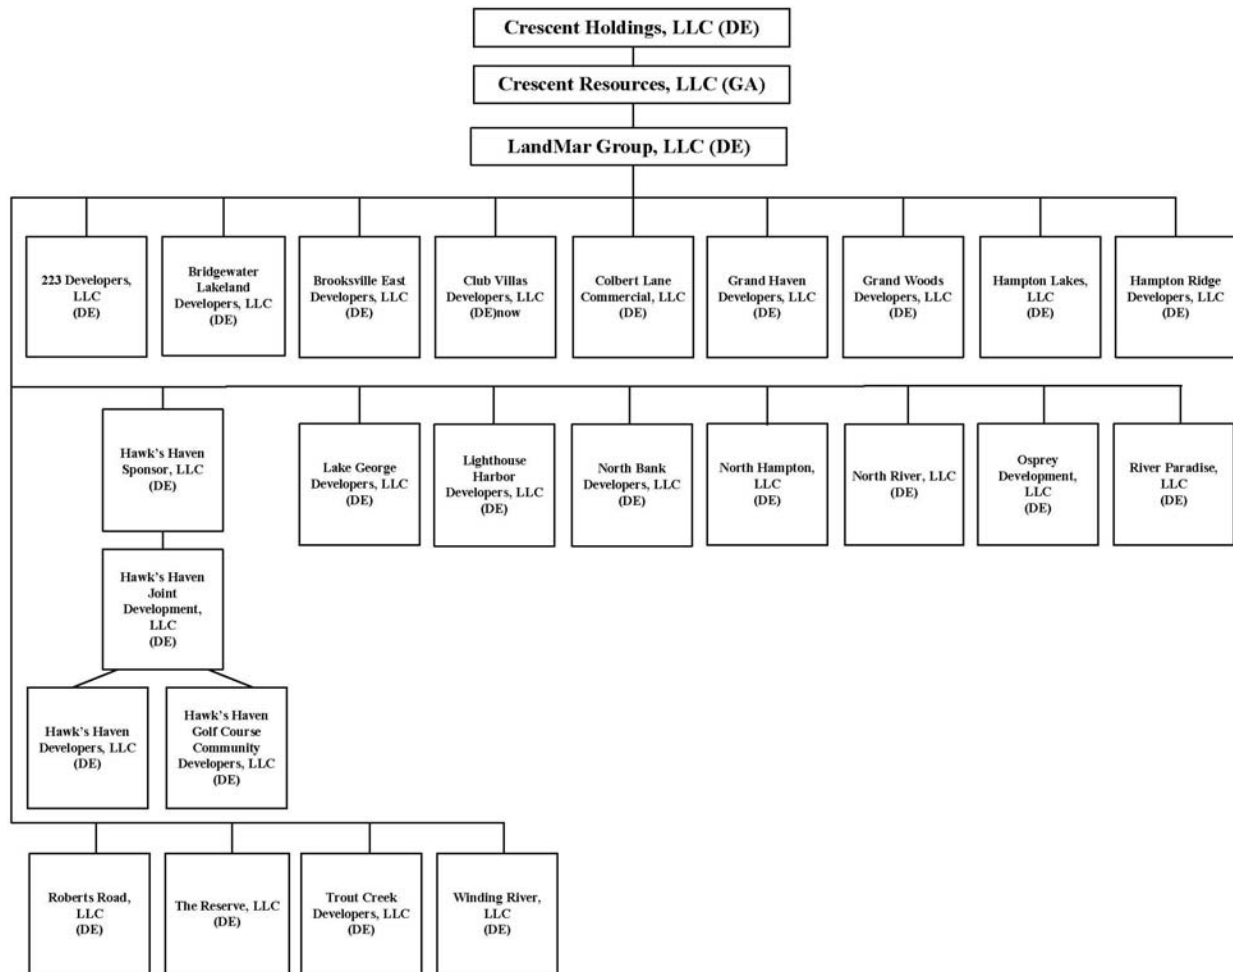 Crescent Holdings, LLC (DE)
Crescent Resources, LLC (GA)
LandMar Group, LLC (DE)
223 Developers,
LLC
(DE)
Bridgewater
Lakeland
Developers, LLC
(DE)
Brooksville East
Developers, LLC
(DE)
Club Villas
Developers, LLC
(DE)now
Colbert Lane
Commercial, LLC
(DE)
Grand Haven
Developers, LLC
(DE)
Grand Woods
Developers, LLC
(DE)
Hampton Lakes,
LLC
(DE)
Hampton Ridge
Developers, LLC
(DE)
Hawk's Haven
Sponsor, LLC
(DE)
Lake George
Developers, LLC
(DE)
Lighthouse
Harbor
Developers, LLC
(DE)
North Bank
Developers, LLC
(DE)
North Hampton,
LLC
(DE)
North River, LLC
(DE)
Osprey
Development,
LLC
(DE)
River Paradise,
LLC
(DE)
Hawk's Haven
Joint
Development,
LLC
(DE)
Hawk's Haven
Developers, LLC
(DE)
Hawk's Haven
Golf Course
Community
Developers, LLC
(DE)
Roberts Road,
LLC
(DE)
The Reserve, LLC
(DE)
Trout Creek
Developers, LLC
(DE)
Winding River,
LLC
(DE)